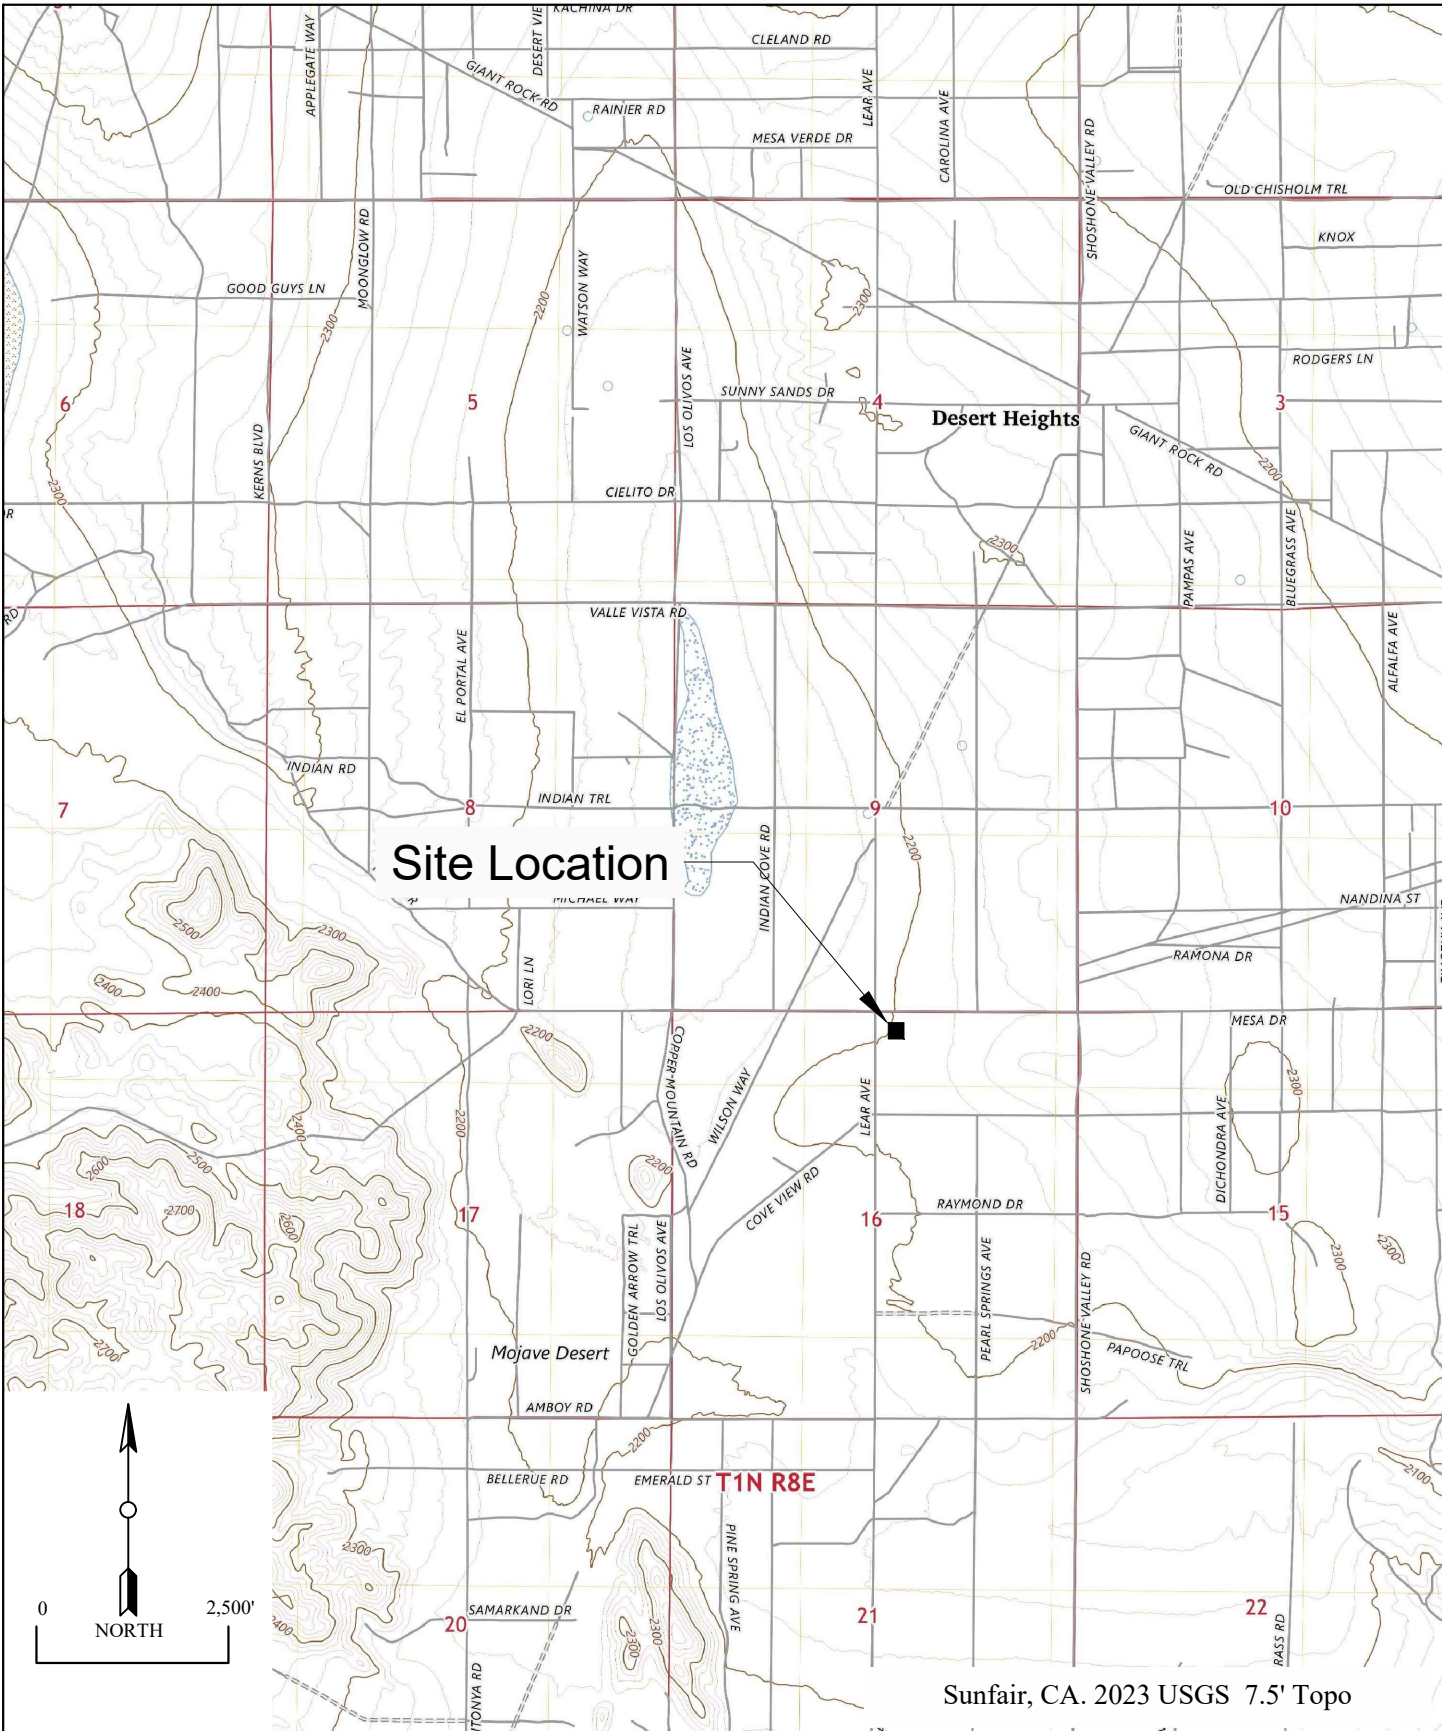 KACHINA DR
CLELAND RD
APPLEGATE WAY
DESERT VIE
GIANT ROCK RD
RAINIER RD
LEAR AVE
CAROLINA AVE
MESA VERDE DR
SHOSHONE VALLEY RD
OLD CHISHOLM TRL
KNOX
MOONGLOW RD
WATSON WAY
GOOD GUYS LN
2200
2300
2300
RODGERS LN
LOS OLIVOS AVE
SUNNY SANDS DR
6
5
4
3
Desert Heights
GIANT ROCK RD
KERNS BLVD
2200
2300
CIELITO DR
2300
PAMPAS AVE
BLUEGRASS AVE
RD
VALLE VISTA RD
EL PORTAL AVE
ALFALFA AVE
INDIAN RD
INDIAN TRL
7
8
9
10
INDIAN COVE RD
2200
Site Location
MICHAEL WAY
NANDINA ST
2500
2300
RAMONA DR
2400
2400
LORI LN
MESA DR
2200
COPPER MOUNTAIN RD
WILSON WAY
LEAR AVE
2300
DICHONDRA AVE
2400
2200
2500
2600
2200
COVE VIEW RD
18
2700
2600
17
16
RAYMOND DR
15
GOLDEN ARROW TRL
LOS OLIVOS AVE
PEARL SPRINGS AVE
SHOSHONE VALLEY RD
2300
2300
2700
Mojave Desert
2200
PAPOOSE TRL
AMBOY RD
2200
BELLERUE RD
EMERALD ST
T1N R8E
2100
PINE SPRING AVE
2300
0
2,500'
NORTH
2400
20
SAMARKAND DR
2300
2300
21
22
RASS RD
TONYA RD
Sunfair, CA. 2023 USGS 7.5' Topo